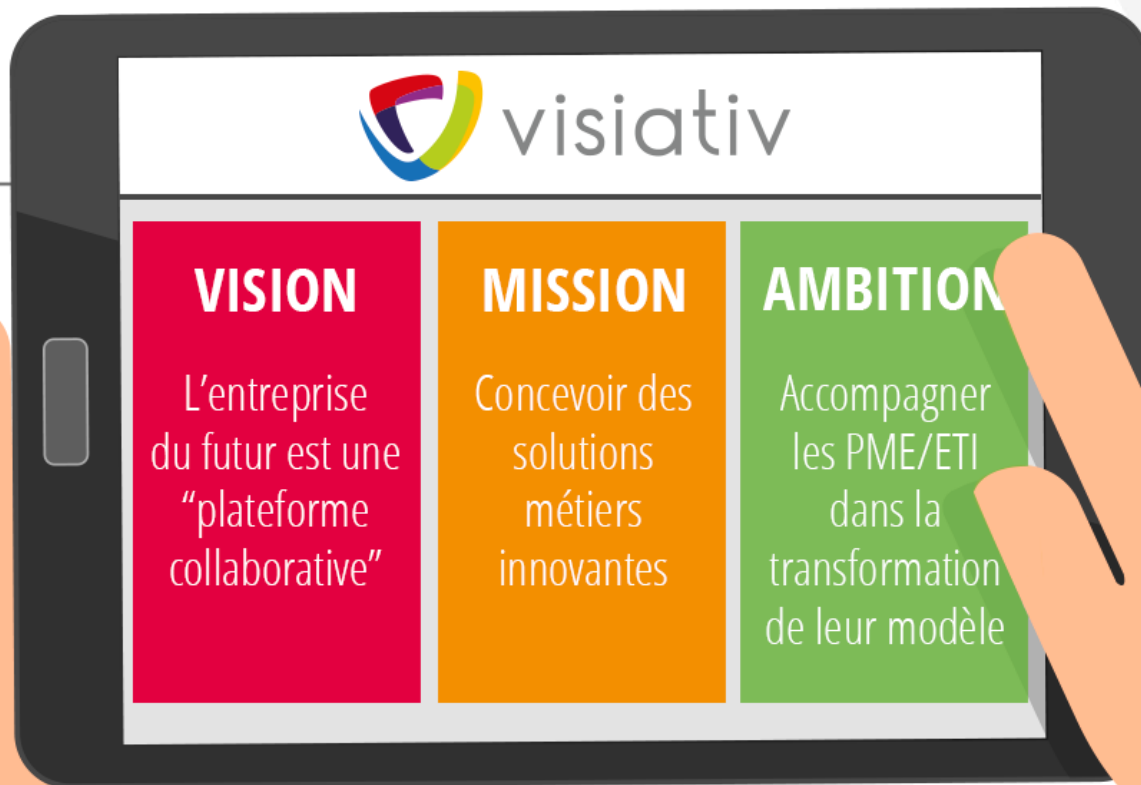 visiativ
VISION
L’entreprise
du futur est une
“plateforme
collaborative”
MISSION
Concevoir des
solutions
métiers
innovantes
AMBITION
Accompagner
les PME/ETI
dans la
transformation
de leur modèle